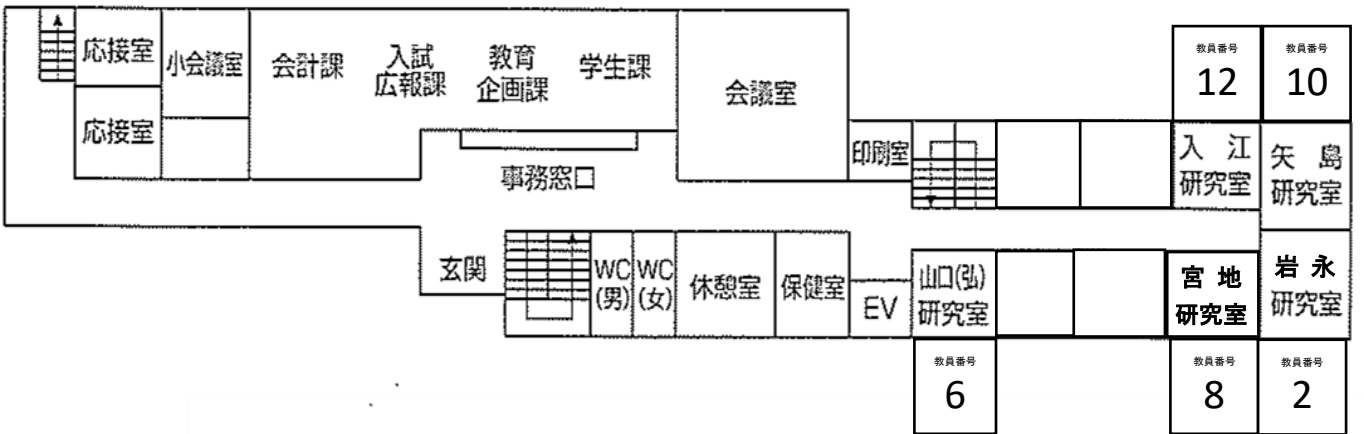 応接室
小会議室
会計課
入試
広報課
教育
企画課
学生課
会議室
教員番号
12
教員番号
10
応接室
事務窓口
印刷室
入 江
研究室
矢 島
研究室
玄関
WC
(男)
WC
(女)
休憩室
保健室
EV
山口(弘)
研究室
宮 地
研究室
岩 永
研究室
教員番号
6
教員番号
8
教員番号
2